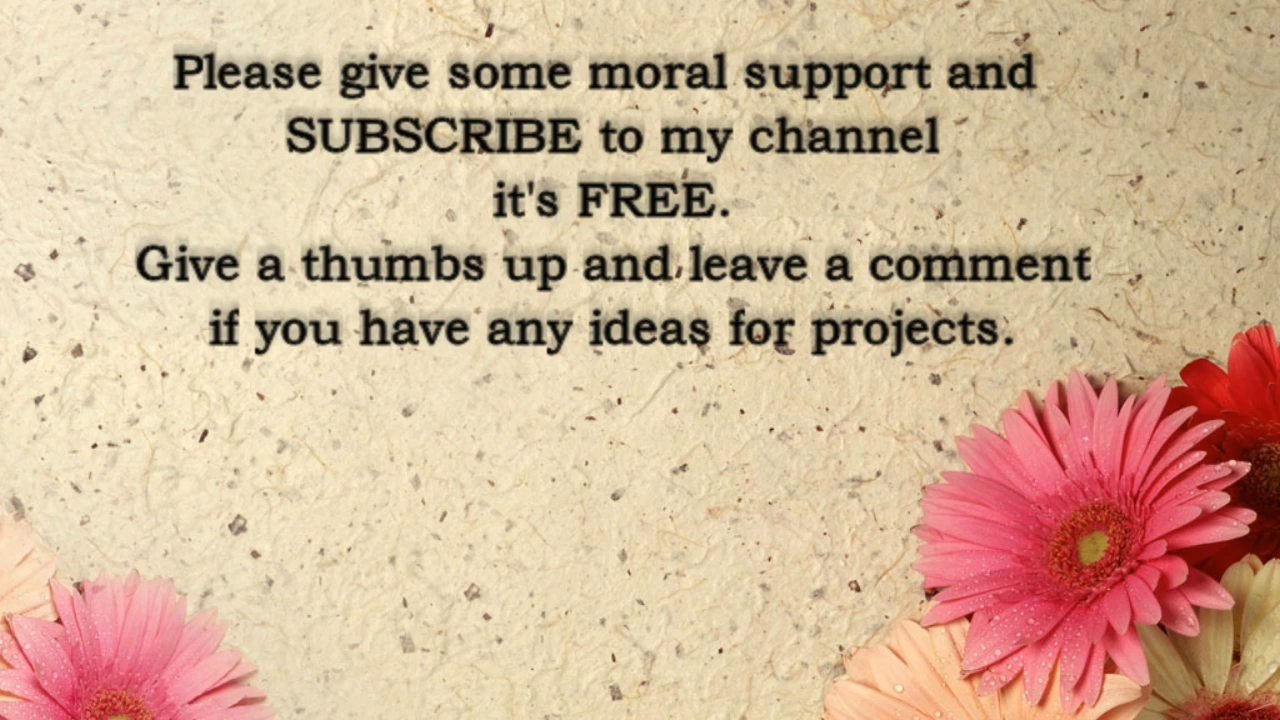 Please give some moral support and
SUBSCRIBE to my channel
it's FREE.
Give a thumbs up and leave a comment
if you have any ideas for projects.